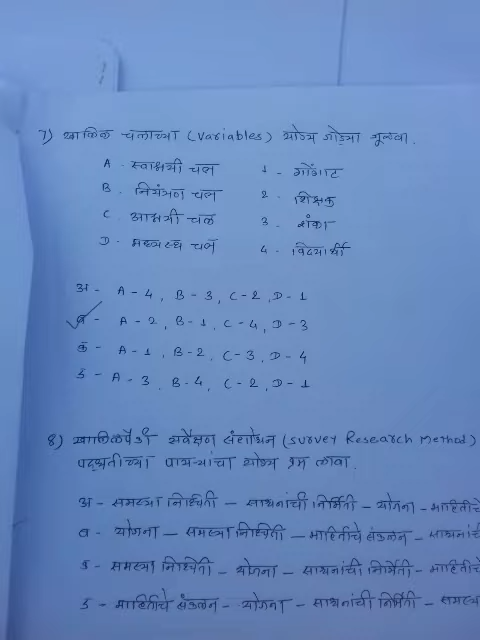 7) खालिल चलाच्या (Variables) योग्य जोड्या जूळवा.
A. स्वाश्रयी चल 1 - गोंगाट
B. नियंत्रण चल 2 - शिक्षक
C. आश्रयी चल 3. शंका
D. मध्यस्थ चल 4. विद्यार्थी
अ - A - 4, B - 3, C - 2, D - 1
ब - A - 2, B - 1, C - 4, D - 3
क - A - 1, B - 2, C - 3, D - 4
ड - A - 3, B - 4, C - 2, D - 1
8) खालिलपैकी सर्वेक्षण संशोधन (Survey Research Method)
पद्धतीच्या पायऱ्यांचा योग्य क्रम लावा.
अ - समस्या निश्चिती - साधनांची निर्मिती - योजना - माहितीचे
ब - योजना - समस्या निश्चिती - माहितीचे संकलन - साधनांची
क - समस्या निश्चिती - योजना - साधनांची निर्मिती - माहितीचे
ड - माहितीचे संकलन - योजना - साधनांची निर्मिती - समस्या